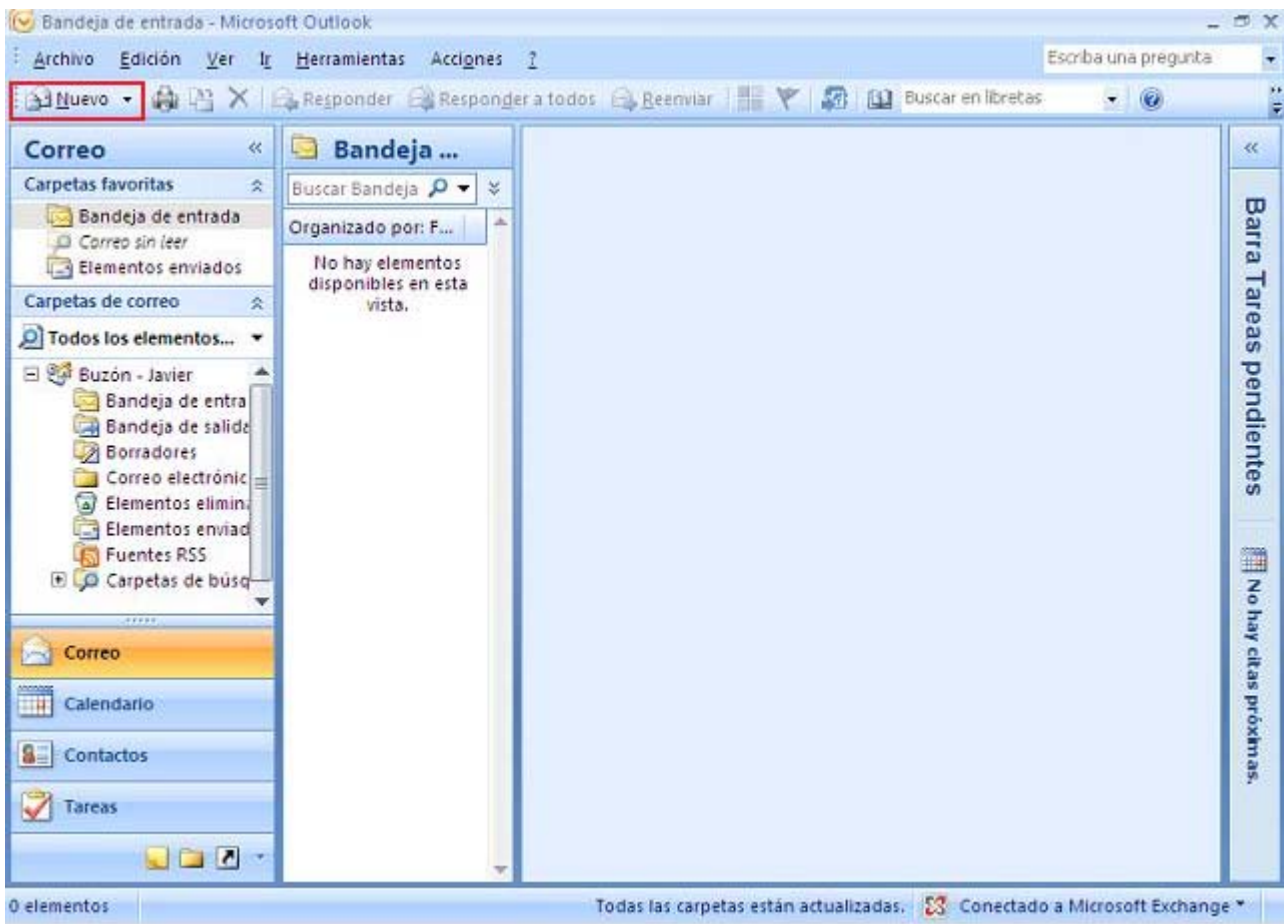 Bandeja de entrada - Microsoft Outlook
Archivo Edición Ver Ir Herramientas Acciones ?
Escriba una pregunta
Nuevo Responder Responder a todos Reenviar Buscar en libretas
Correo
Carpetas favoritas
Bandeja de entrada
Correo sin leer
Elementos enviados
Carpetas de correo
Todos los elementos...
Buzón - Javier
Bandeja de entra
Bandeja de salida
Borradores
Correo electrónic
Elementos elimina
Elementos enviad
Fuentes RSS
Carpetas de búsq
Correo
Calendario
Contactos
Tareas
Bandeja ...
Buscar Bandeja
Organizado por: F...
No hay elementos
disponibles en esta
vista.
Barra Tareas pendientes
No hay citas próximas.
0 elementos
Todas las carpetas están actualizadas. Conectado a Microsoft Exchange